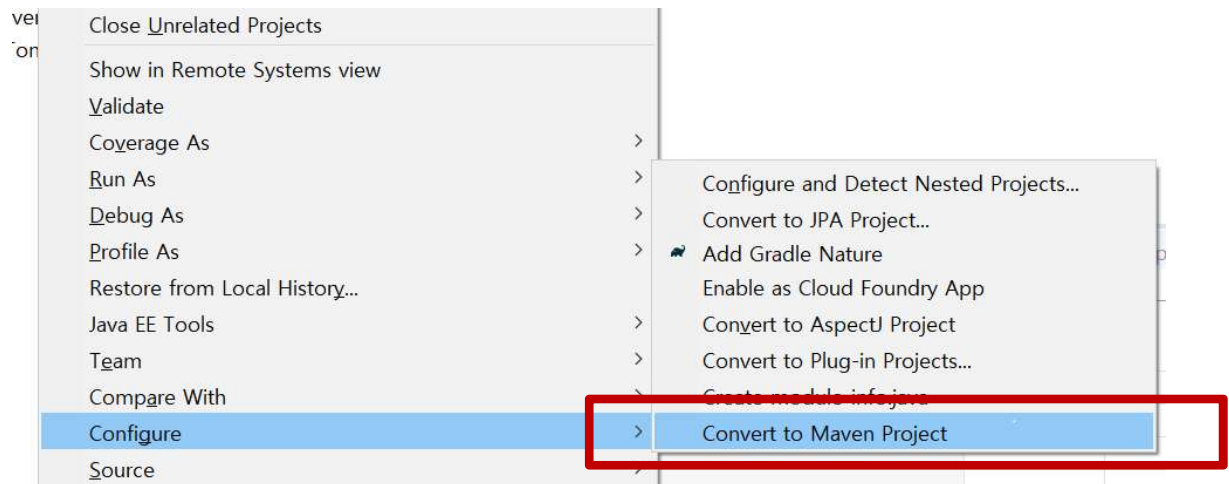 Close Unrelated Projects
Show in Remote Systems view
Validate
Coverage As
Run As
Debug As
Profile As
Restore from Local History...
Java EE Tools
Team
Compare With
Configure
Source
Configure and Detect Nested Projects...
Convert to JPA Project...
Add Gradle Nature
Enable as Cloud Foundry App
Convert to AspectJ Project
Convert to Plug-in Projects...
Create module-info.java
Convert to Maven Project